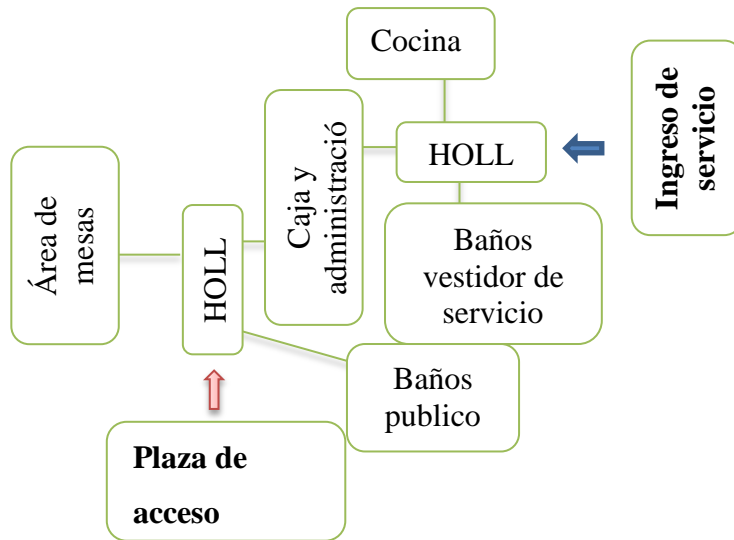 Cocina
Ingreso de
servicio
HOLL
Caja y
administració
Área de
mesas
HOLL
Baños
vestidor de
servicio
Baños
publico
Plaza de
acceso